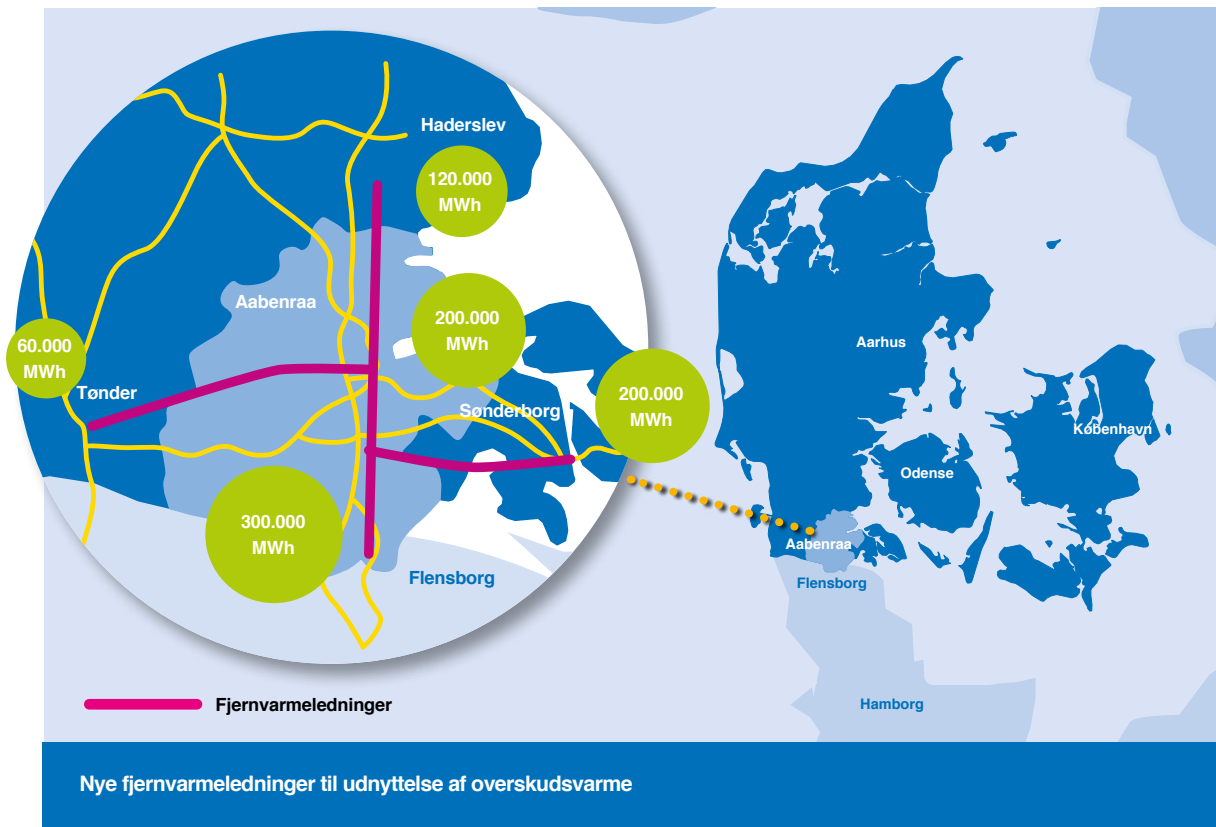 Haderslev
120.000
MWh
Aabenraa
200.000
MWh
60.000
MWh
Tønder
Sønderborg
200.000
MWh
300.000
MWh
Flensborg
Fjernvarmeledninger
Aarhus
København
Odense
Aabenraa
Flensborg
Hamborg
Nye fjernvarmeledninger til udnyttelse af overskudsvarme